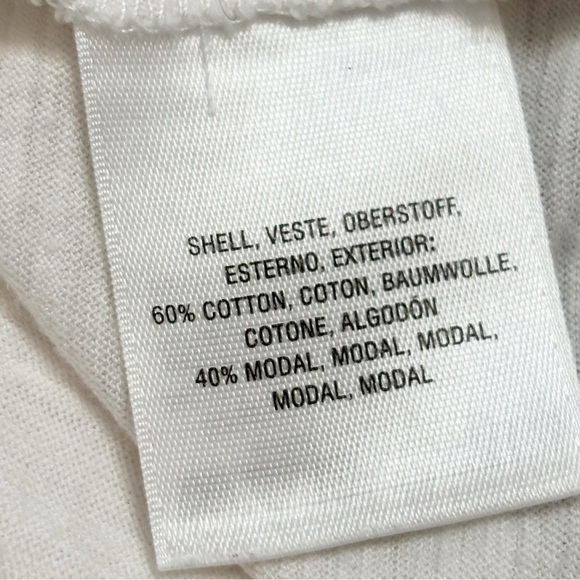 SHELL, VESTE, OBERSTOFF,
ESTERNO, EXTERIOR:
60% COTTON, COTON, BAUMWOLLE,
COTONE, ALGODÓN
40% MODAL, MODAL, MODAL,
MODAL, MODAL